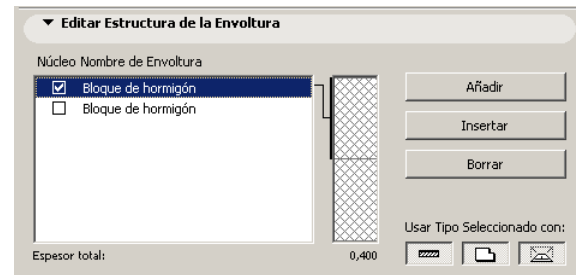 Editar Estructura de la Envoltura
Núcleo Nombre de Envoltura
Bloque de hormigón
Bloque de hormigón
Añadir
Insertar
Borrar
Usar Tipo Seleccionado con:
Espesor total: 0,400